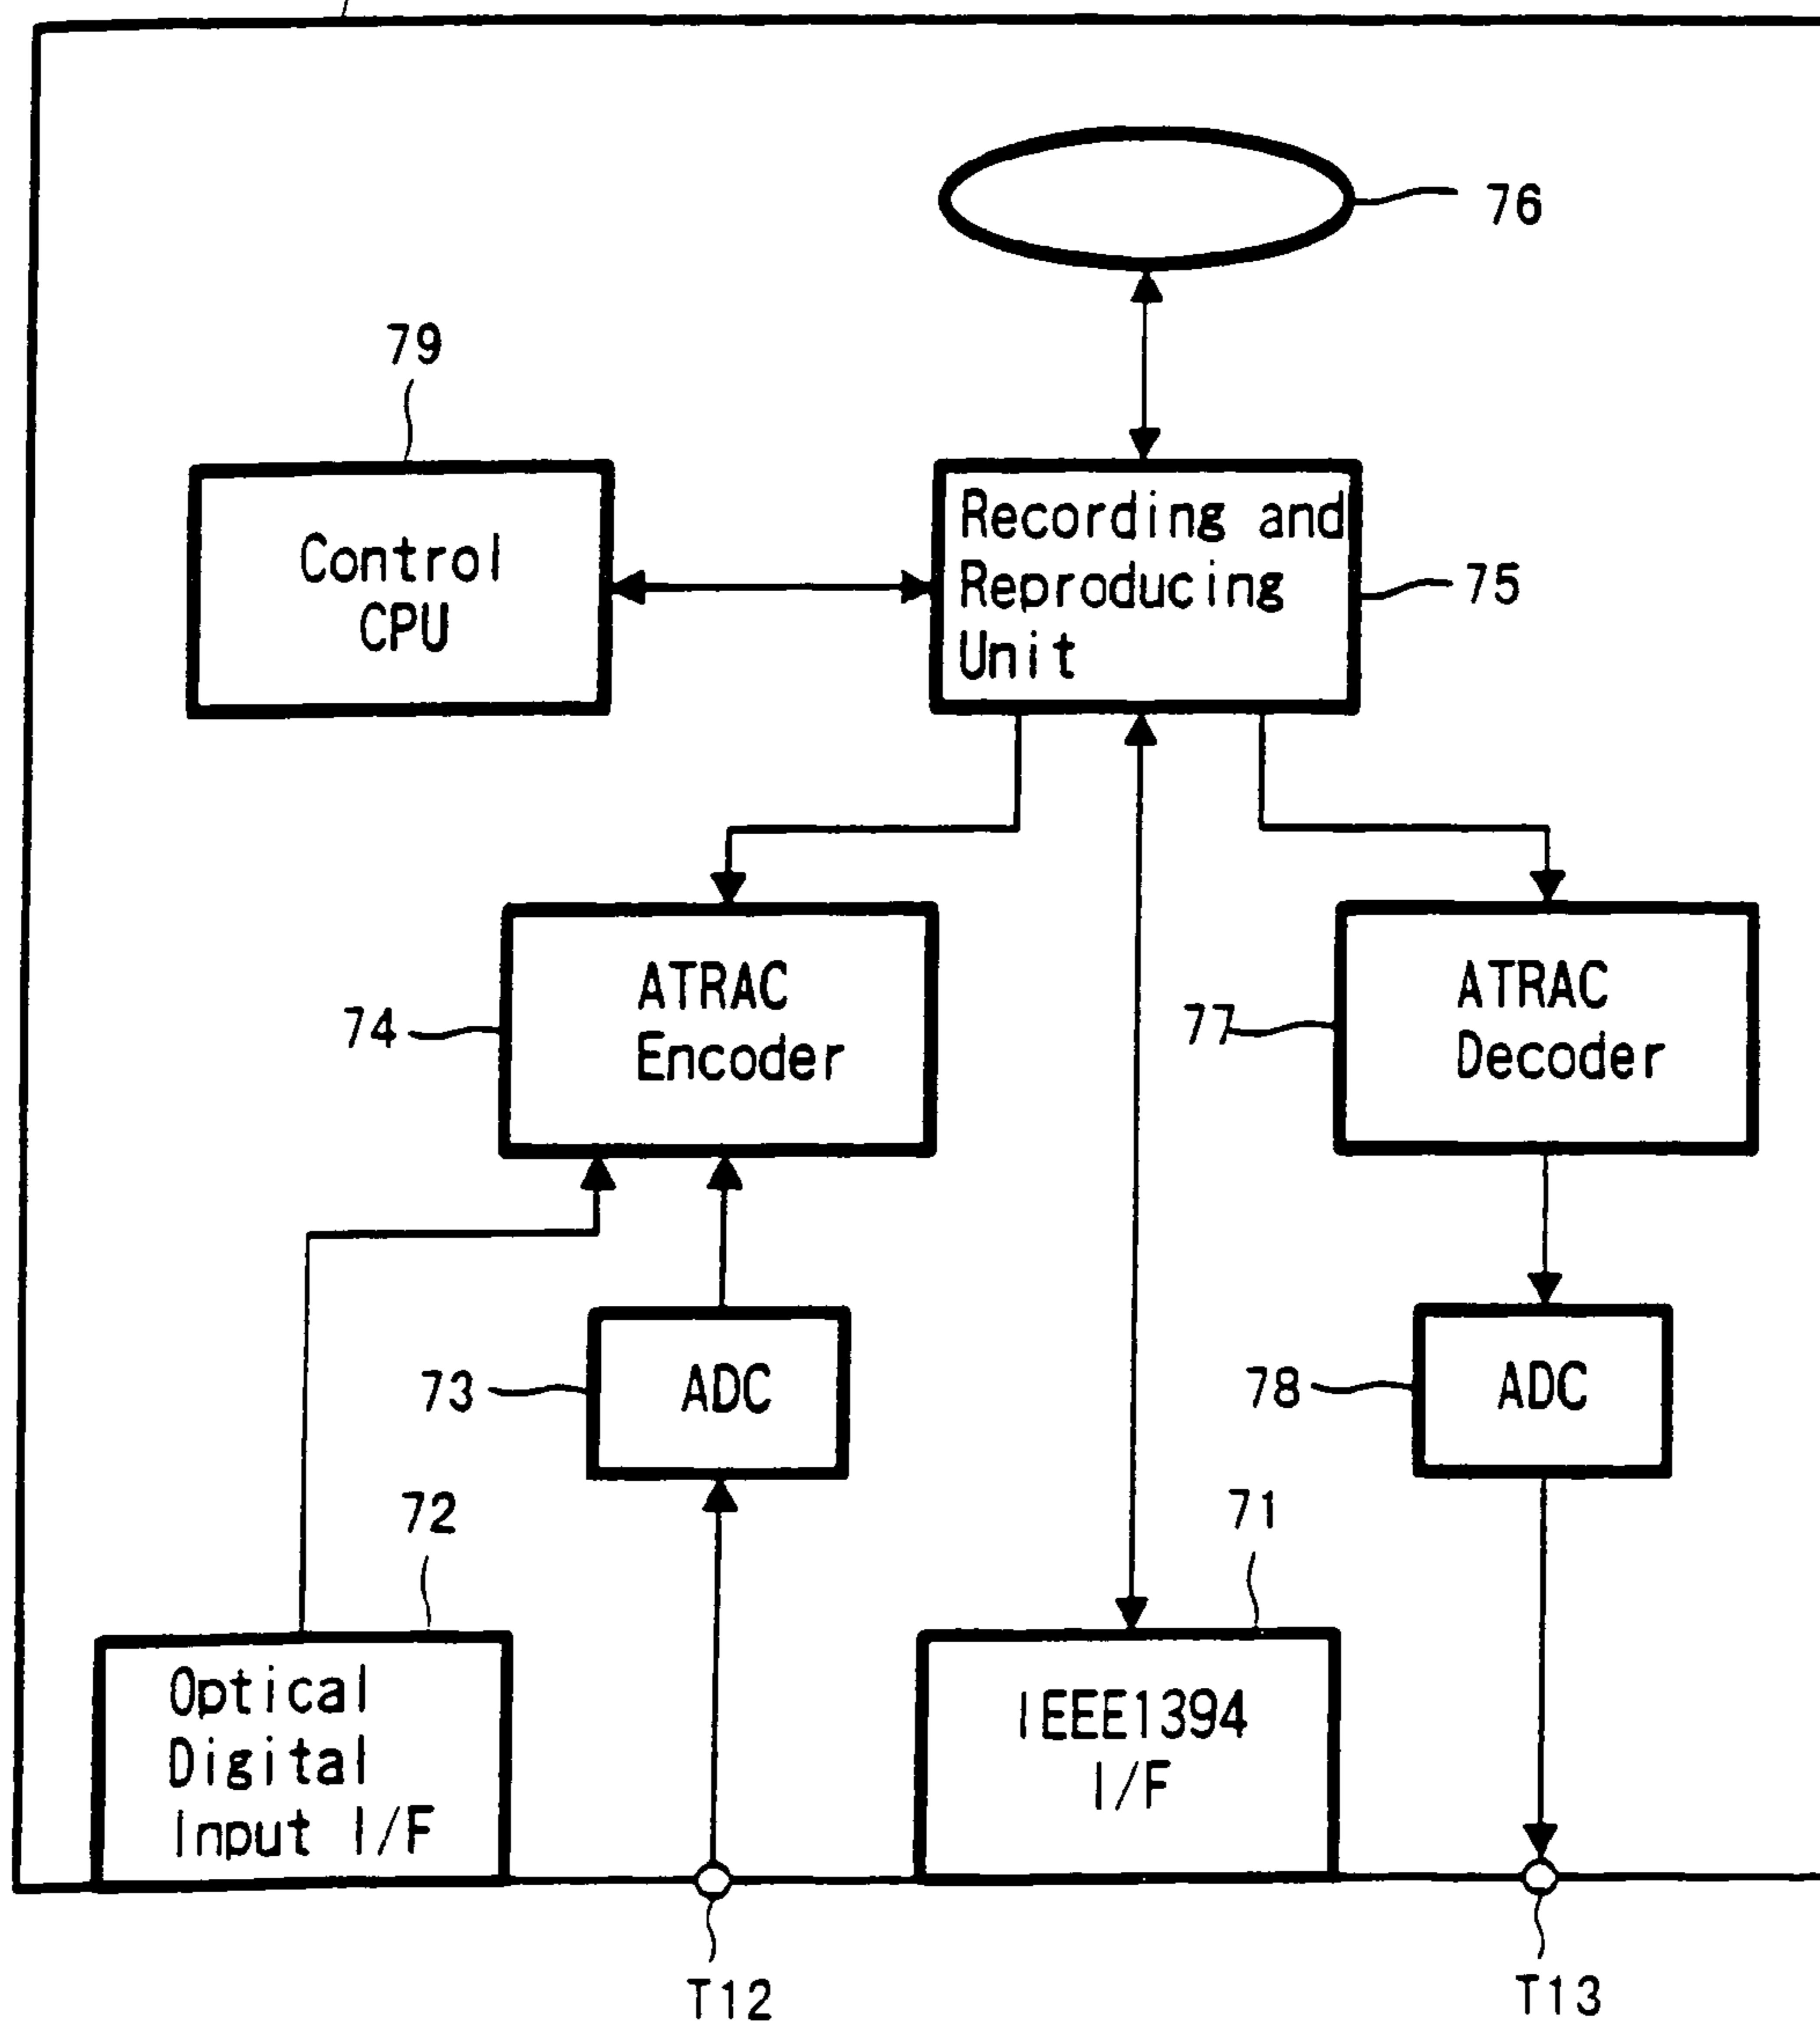 76
79
Control
CPU
Recording and
Reproducing
Unit
75
74
ATRAC
Encoder
77
ATRAC
Decoder
73
ADC
78
ADC
72
71
Optical
Digital
Input I/F
IEEE1394
I/F
T12
T13